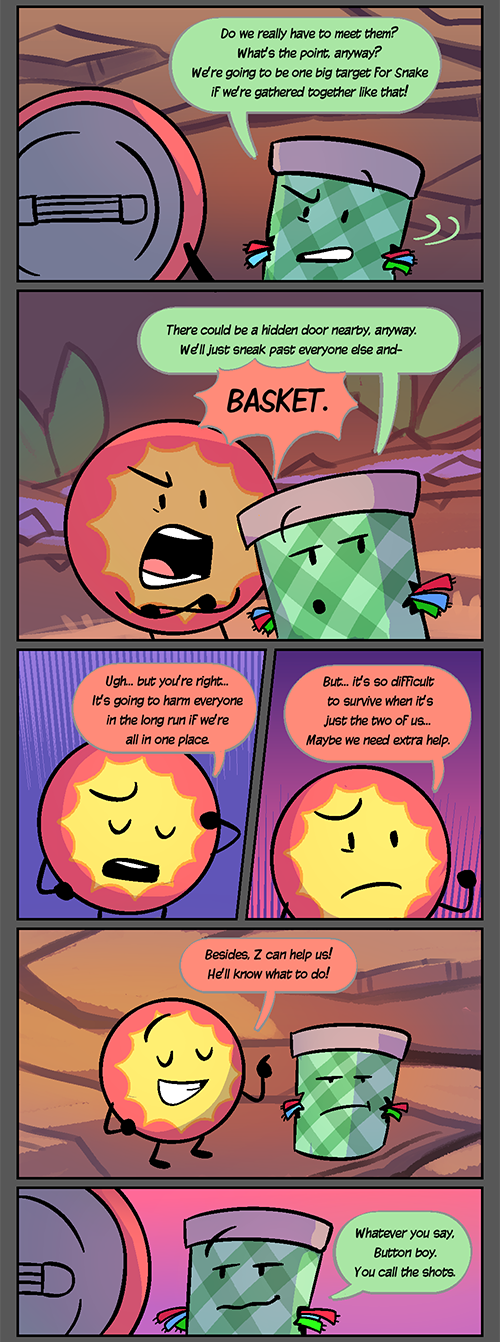 Do we really have to meet them?
What's the point, anyway?
We're going to be one big target for Snake
if we're gathered together like that!
There could be a hidden door nearby, anyway.
We'll just sneak past everyone else and-
BASKET.
Ugh... but you're right...
It's going to harm everyone
in the long run if we're
all in one place.
But... it's so difficult
to survive when it's
just the two of us...
Maybe we need extra help.
Besides, Z can help us!
He'll know what to do!
Whatever you say,
Button boy.
You call the shots.